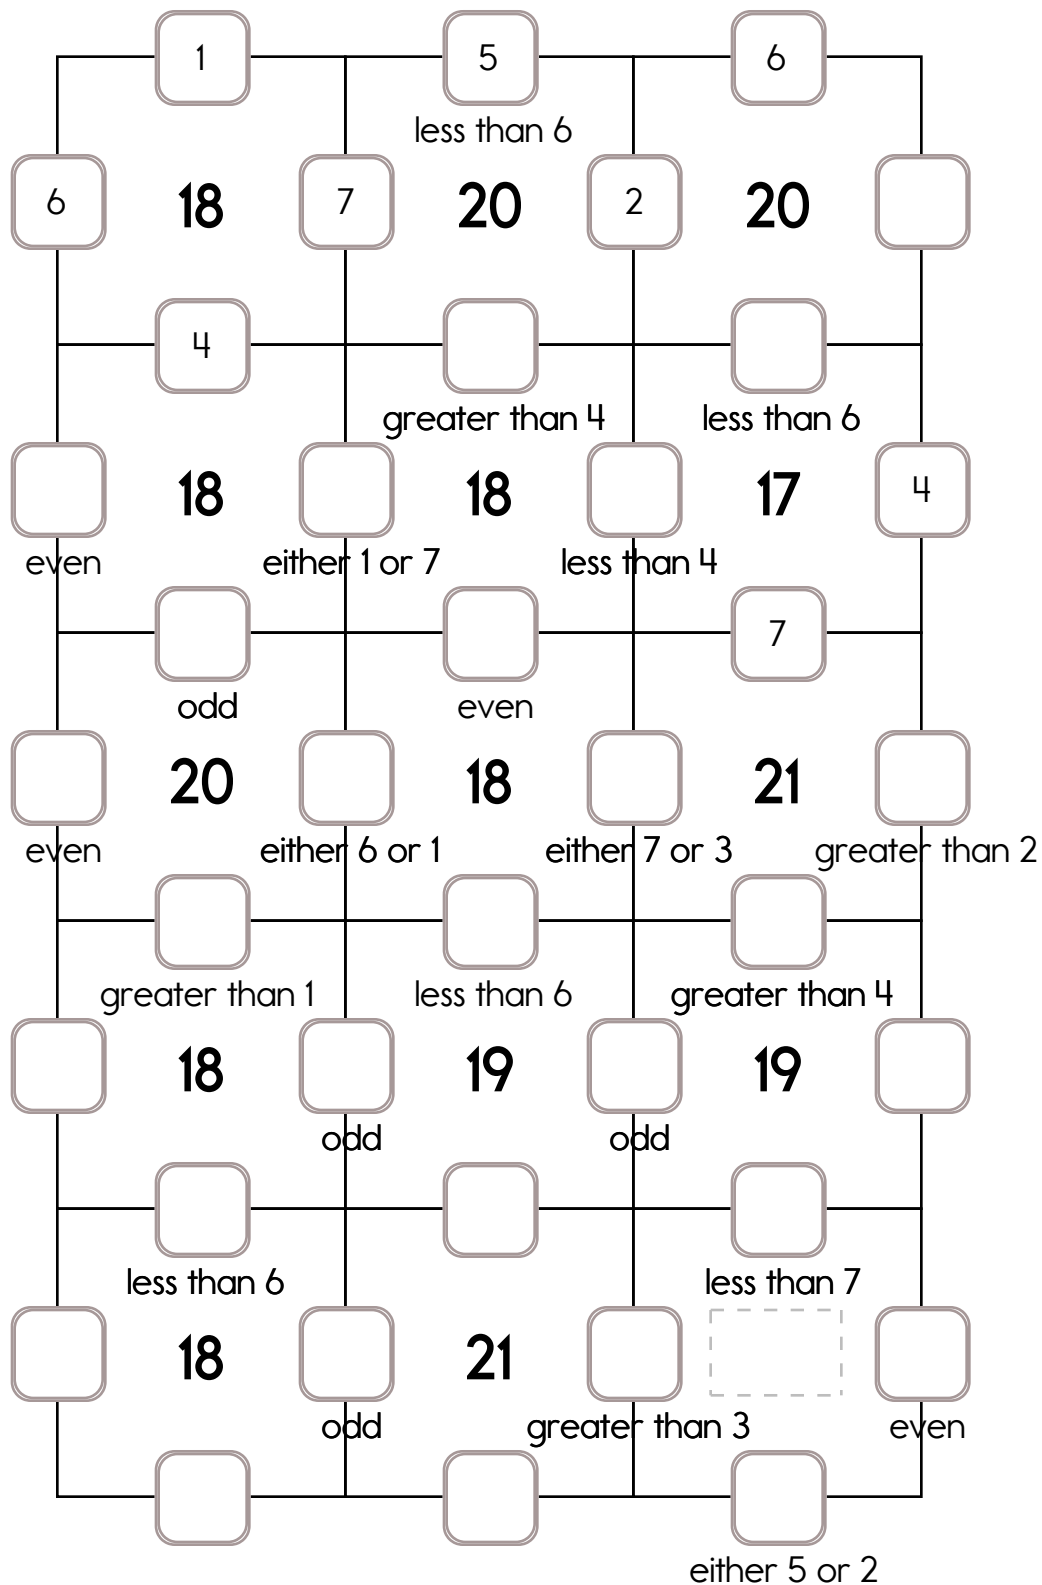 1 5 6
less than 6
6 18 7 20 2 20
4
greater than 4 less than 6
18 18 17 4
even either 1 or 7 less than 4
7
odd even
20 18 21
even either 6 or 1 either 7 or 3 greater than 2
greater than 1 less than 6 greater than 4
18 19 19
odd odd
less than 6 less than 7
18 21
odd greater than 3 even
either 5 or 2